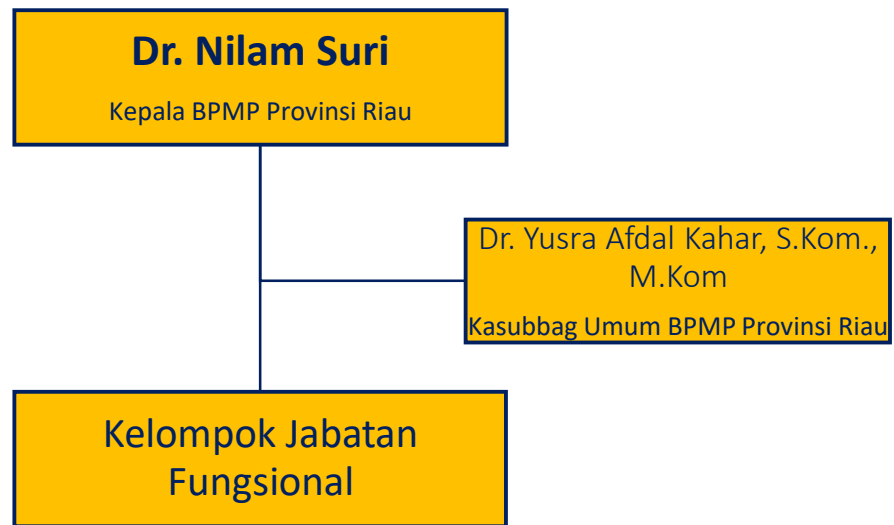 Dr. Nilam Suri
Kepala BPMP Provinsi Riau
Dr. Yusra Afdal Kahar, S.Kom.,
M.Kom
Kasubbag Umum BPMP Provinsi Riau
Kelompok Jabatan
Fungsional